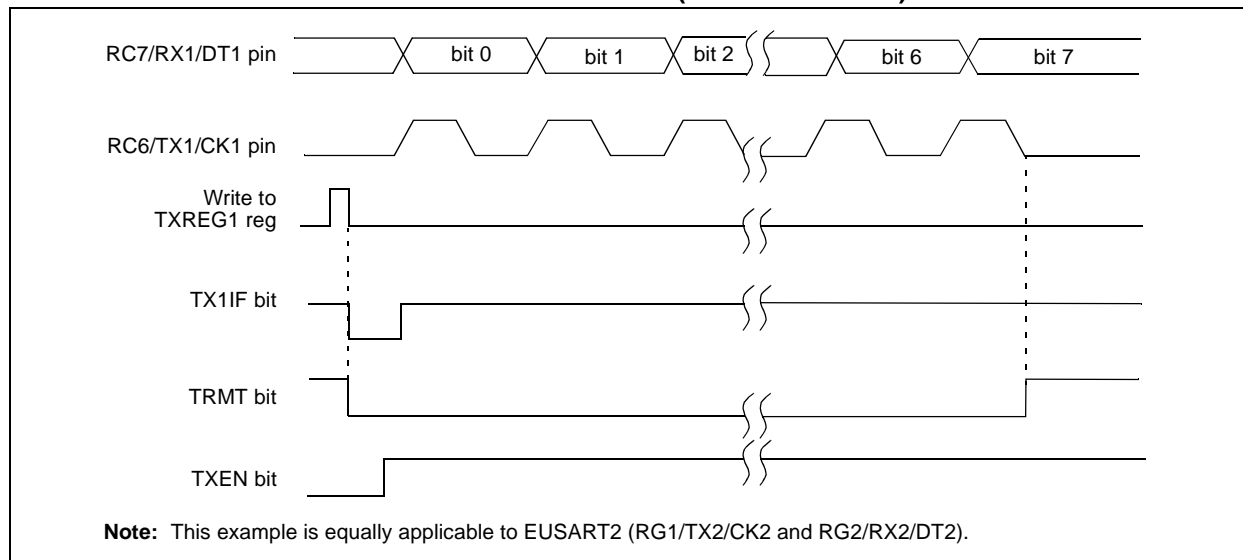 RC7/RX1/DT1 pin
bit 0
bit 1
bit 2
bit 6
bit 7
RC6/TX1/CK1 pin
Write to
TXREG1 reg
TX1IF bit
TRMT bit
TXEN bit
Note: This example is equally applicable to EUSART2 (RG1/TX2/CK2 and RG2/RX2/DT2).